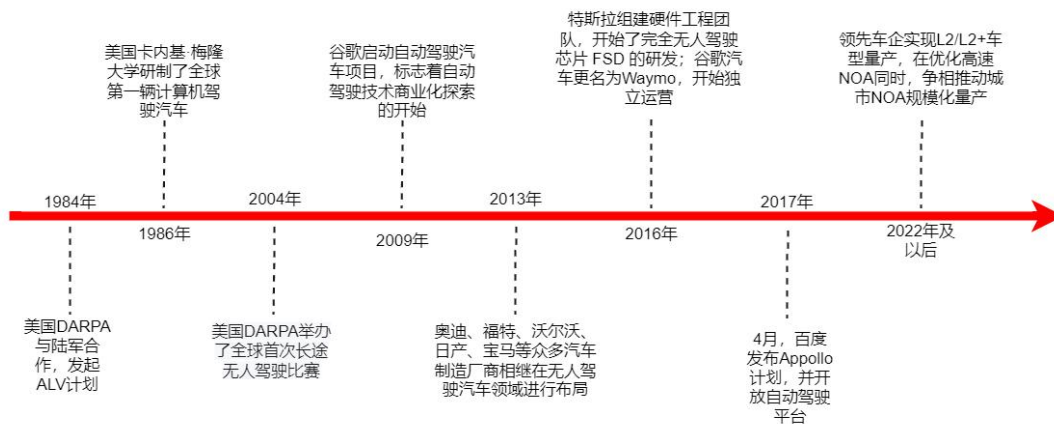 美国卡内基·梅隆
大学研制了全球
第一辆计算机驾
驶汽车
谷歌启动自动驾驶汽
车项目，标志着自动
驾驶技术商业化探索
的开始
特斯拉组建硬件工程团
队，开始了完全无人驾驶
芯片 FSD 的研发；谷歌汽
车更名为Waymo，开始独
立运营
领先车企实现L2/L2+车
型量产，在优化高速
NOA同时，争相推动城
市NOA规模化量产
1984年
2004年
2013年
2017年
1986年
2009年
2016年
2022年及
以后
美国DARPA
与陆军合
作，发起
ALV计划
美国DARPA举办
了全球首次长途
无人驾驶比赛
奥迪、福特、沃尔沃、
日产、宝马等众多汽车
制造厂商相继在无人驾
驶汽车领域进行布局
4月，百度
发布Appollo
计划，并开
放自动驾驶
平台